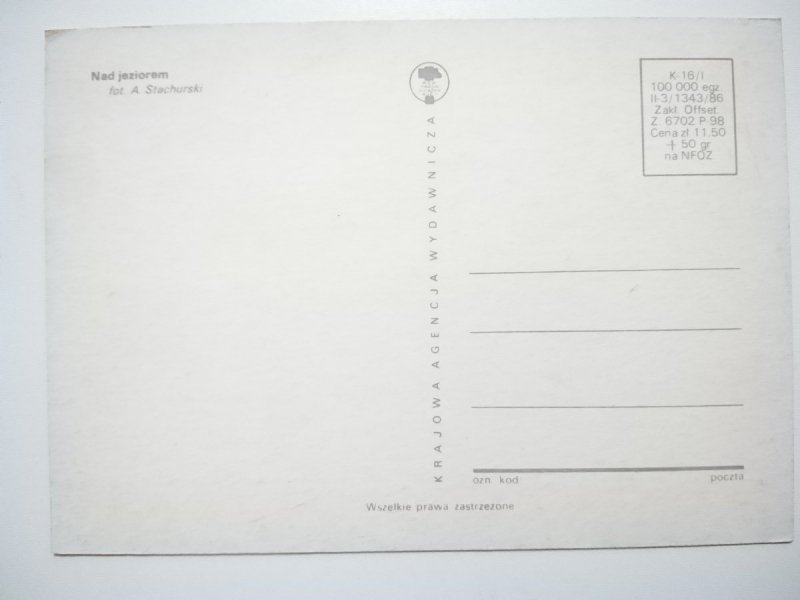 Nad jeziorem
fot. A. Stachurski
KRAJOWA AGENCJA WYDAWNICZA
K-16/I
100 000 egz.
II-3/1343/86
Zakł. Offset.
Z. 6702 P-98
Cena zł 11.50
+ 50 gr
na NFOZ
ozn. kod
poczta
Wszelkie prawa zastrzeżone